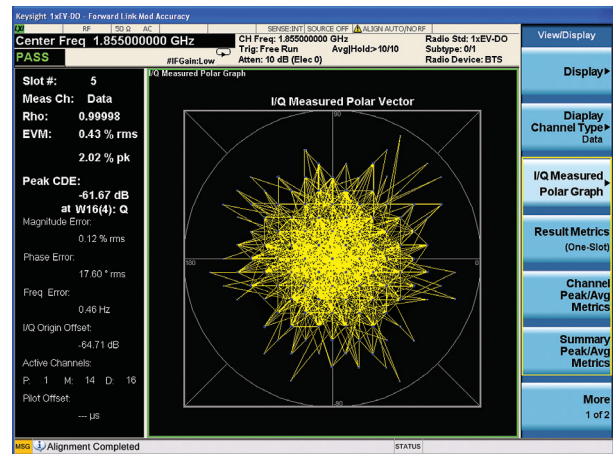 Keysight 1xEV-DO - Forward Link Mod Accuracy
RF 50 Ω AC SENSE:INT SOURCE OFF ALIGN AUTO/NO RF
Center Freq 1.855000000 GHz
CH Freq: 1.855000000 GHz
Radio Std: 1xEV-DO
Trig: Free Run Avg|Hold:>10/10 Subtype: 0/1
PASS
#IFGain:Low
Atten: 10 dB (Elec 0) Radio Device: BTS
Slot #: 5
Meas Ch: Data
Rho: 0.99998
EVM: 0.43 % rms
2.02 % pk
Peak CDE:
-61.67 dB
at W16(4): Q
Magnitude Error:
0.12 % rms
Phase Error:
17.60 ° rms
Freq Error:
0.46 Hz
I/Q Origin Offset:
-64.71 dB
Active Channels:
P: 1 M: 14 D: 16
Pilot Offset:
--- µs
I/Q Measured Polar Graph
I/Q Measured Polar Vector
90
180
0
-90
View/Display
Display
Diplay
Channel Type
Data
I/Q Measured
Polar Graph
Result Metrics
(One-Slot)
Channel
Peak/Avg
Metrics
Summary
Peak/Avg
Metrics
More
1 of 2
MSG Alignment Completed
STATUS